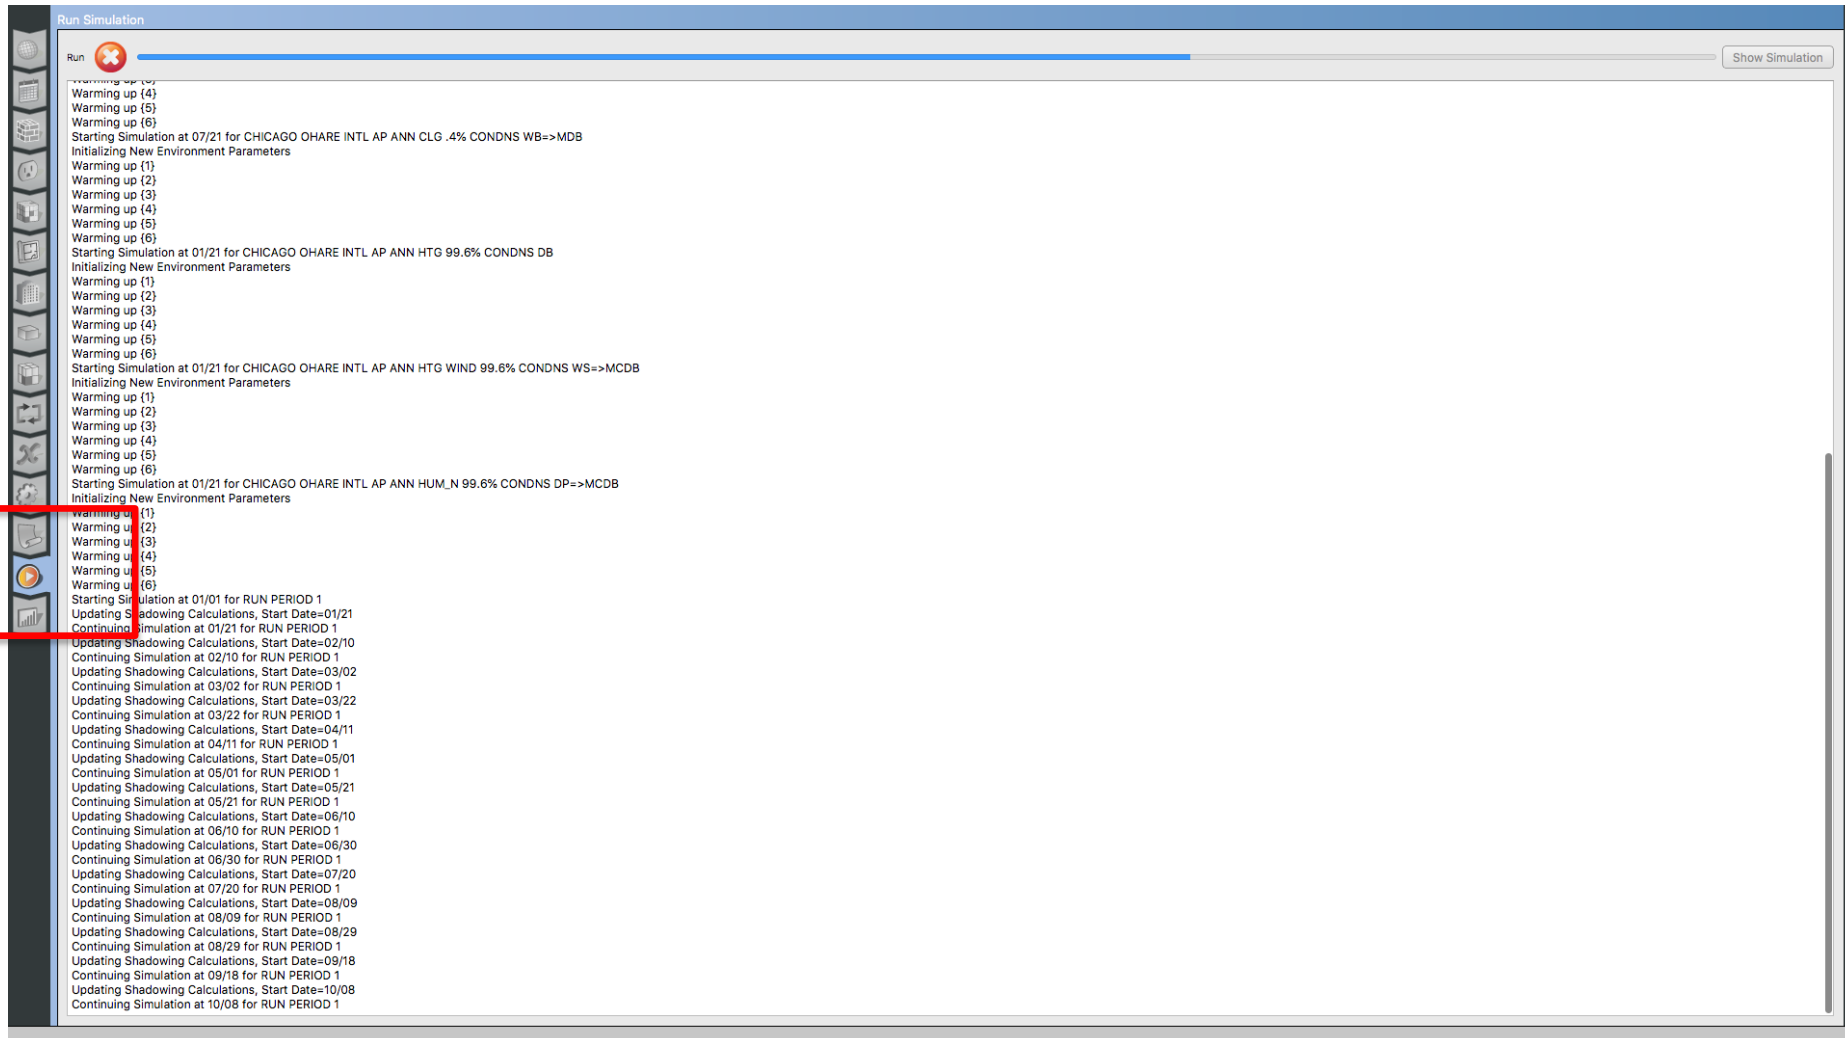 Run Simulation
Run
Show Simulation
Warming up {4}
Warming up {5}
Warming up {6}
Starting Simulation at 07/21 for CHICAGO OHARE INTL AP ANN CLG .4% CONDNS WB=>MDB
Initializing New Environment Parameters
Warming up {1}
Warming up {2}
Warming up {3}
Warming up {4}
Warming up {5}
Warming up {6}
Starting Simulation at 01/21 for CHICAGO OHARE INTL AP ANN HTG 99.6% CONDNS DB
Initializing New Environment Parameters
Warming up {1}
Warming up {2}
Warming up {3}
Warming up {4}
Warming up {5}
Warming up {6}
Starting Simulation at 01/21 for CHICAGO OHARE INTL AP ANN HTG WIND 99.6% CONDNS WS=>MCDB
Initializing New Environment Parameters
Warming up {1}
Warming up {2}
Warming up {3}
Warming up {4}
Warming up {5}
Warming up {6}
Starting Simulation at 01/21 for CHICAGO OHARE INTL AP ANN HUM_N 99.6% CONDNS DP=>MCDB
Initializing New Environment Parameters
Warming up {1}
Warming up {2}
Warming up {3}
Warming up {4}
Warming up {5}
Warming up {6}
Starting Simulation at 01/01 for RUN PERIOD 1
Updating Shadowing Calculations, Start Date=01/21
Continuing Simulation at 01/21 for RUN PERIOD 1
Updating Shadowing Calculations, Start Date=02/10
Continuing Simulation at 02/10 for RUN PERIOD 1
Updating Shadowing Calculations, Start Date=03/02
Continuing Simulation at 03/02 for RUN PERIOD 1
Updating Shadowing Calculations, Start Date=03/22
Continuing Simulation at 03/22 for RUN PERIOD 1
Updating Shadowing Calculations, Start Date=04/11
Continuing Simulation at 04/11 for RUN PERIOD 1
Updating Shadowing Calculations, Start Date=05/01
Continuing Simulation at 05/01 for RUN PERIOD 1
Updating Shadowing Calculations, Start Date=05/21
Continuing Simulation at 05/21 for RUN PERIOD 1
Updating Shadowing Calculations, Start Date=06/10
Continuing Simulation at 06/10 for RUN PERIOD 1
Updating Shadowing Calculations, Start Date=06/30
Continuing Simulation at 06/30 for RUN PERIOD 1
Updating Shadowing Calculations, Start Date=07/20
Continuing Simulation at 07/20 for RUN PERIOD 1
Updating Shadowing Calculations, Start Date=08/09
Continuing Simulation at 08/09 for RUN PERIOD 1
Updating Shadowing Calculations, Start Date=08/29
Continuing Simulation at 08/29 for RUN PERIOD 1
Updating Shadowing Calculations, Start Date=09/18
Continuing Simulation at 09/18 for RUN PERIOD 1
Updating Shadowing Calculations, Start Date=10/08
Continuing Simulation at 10/08 for RUN PERIOD 1